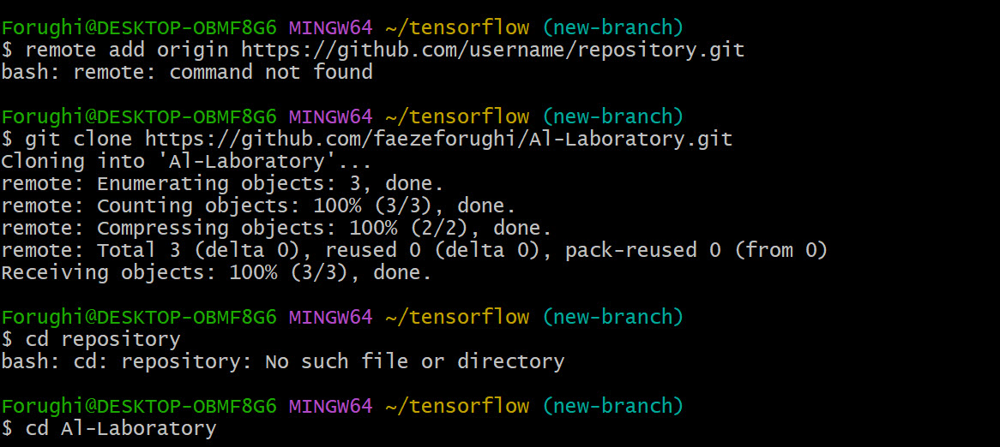 Forughi@DESKTOP-OBMF8G6 MINGW64 ~/tensorflow (new-branch)
$ remote add origin https://github.com/username/repository.git
bash: remote: command not found
Forughi@DESKTOP-OBMF8G6 MINGW64 ~/tensorflow (new-branch)
$ git clone https://github.com/faezeforughi/Al-Laboratory.git
Cloning into 'Al-Laboratory'...
remote: Enumerating objects: 3, done.
remote: Counting objects: 100% (3/3), done.
remote: Compressing objects: 100% (2/2), done.
remote: Total 3 (delta 0), reused 0 (delta 0), pack-reused 0 (from 0)
Receiving objects: 100% (3/3), done.
Forughi@DESKTOP-OBMF8G6 MINGW64 ~/tensorflow (new-branch)
$ cd repository
bash: cd: repository: No such file or directory
Forughi@DESKTOP-OBMF8G6 MINGW64 ~/tensorflow (new-branch)
$ cd Al-Laboratory